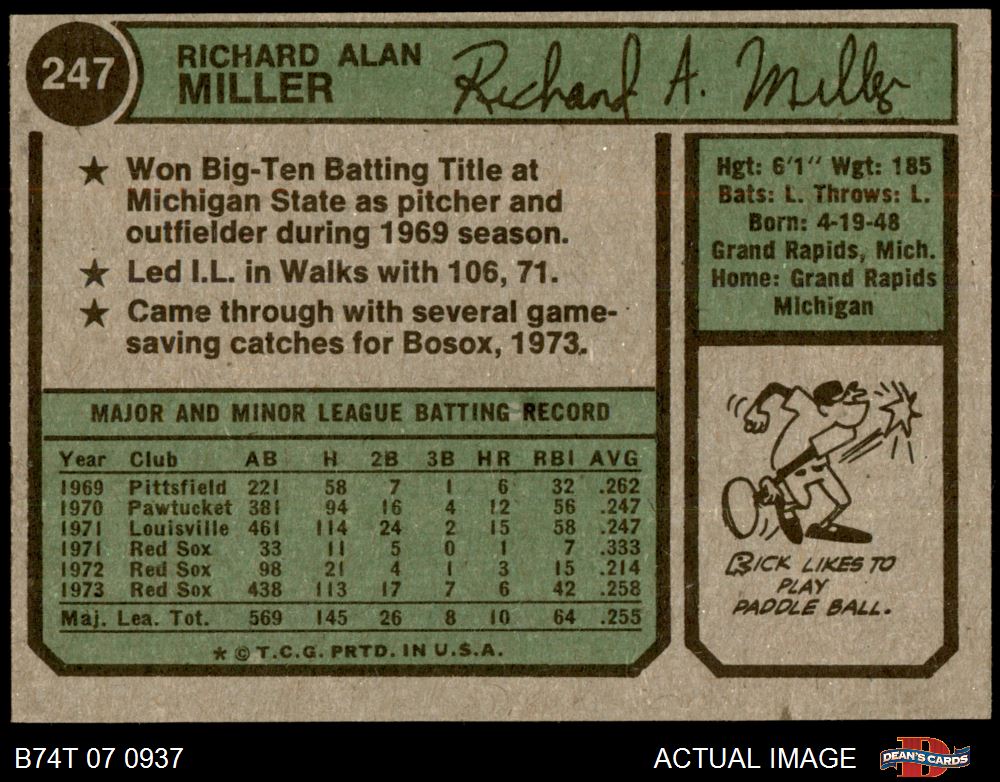 247
RICHARD ALAN
MILLER
Richard A. Miller
★ Won Big-Ten Batting Title at
Michigan State as pitcher and
outfielder during 1969 season.
★ Led I.L. in Walks with 106, 71.
★ Came through with several game-
saving catches for Bosox, 1973.
Hgt: 6'1" Wgt: 185
Bats: L. Throws: L.
Born: 4-19-48
Grand Rapids, Mich.
Home: Grand Rapids
Michigan
MAJOR AND MINOR LEAGUE BATTING RECORD
Year Club AB H 2B 3B HR RBI AVG
1969 Pittsfield 221 58 7 1 6 32 .262
1970 Pawtucket 381 94 16 4 12 56 .247
1971 Louisville 461 114 24 2 15 58 .247
1971 Red Sox 33 11 5 0 1 7 .333
1972 Red Sox 98 21 4 1 3 15 .214
1973 Red Sox 438 113 17 7 6 42 .258
Maj. Lea. Tot. 569 145 26 8 10 64 .255
* © T.C.G. PRTD. IN U.S.A.
RICK LIKES TO
PLAY
PADDLE BALL.
B74T 07 0937
ACTUAL IMAGE
D
DEAN'S CARDS